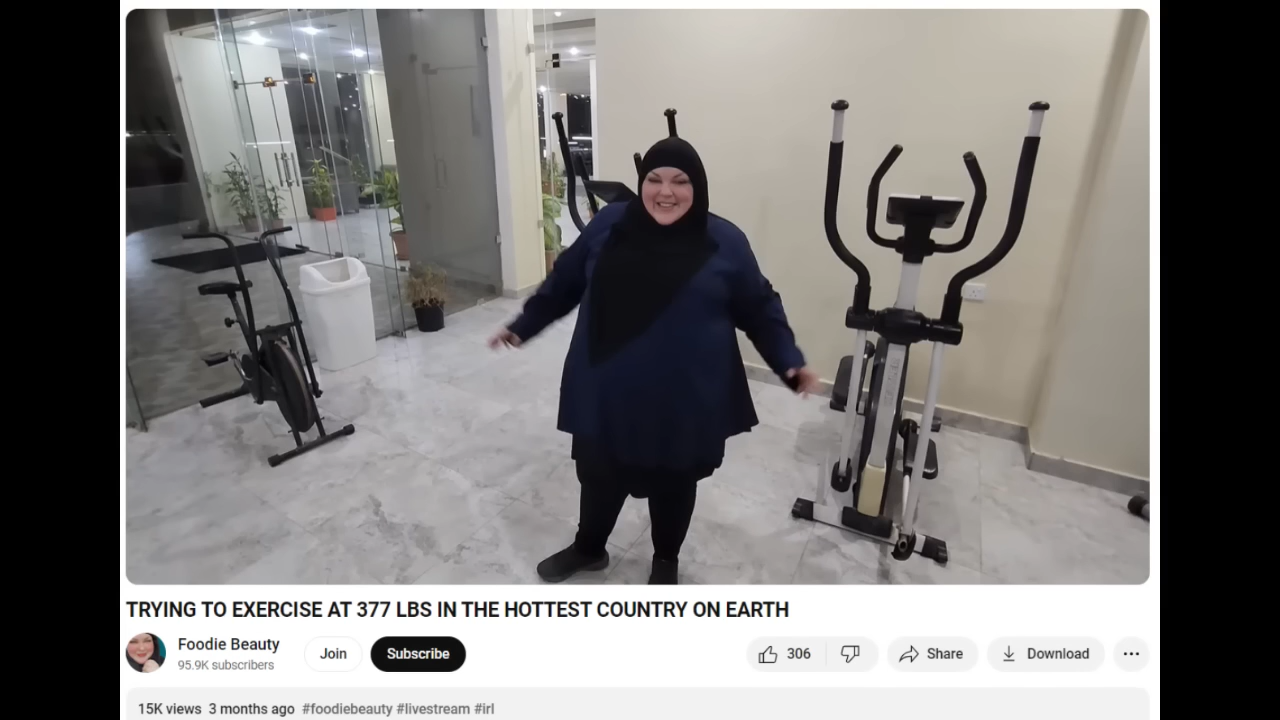 TRYING TO EXERCISE AT 377 LBS IN THE HOTTEST COUNTRY ON EARTH
Foodie Beauty
95.9K subscribers
Join
Subscribe
306
Share
Download
15K views 3 months ago #foodiebeauty #livestream #irl